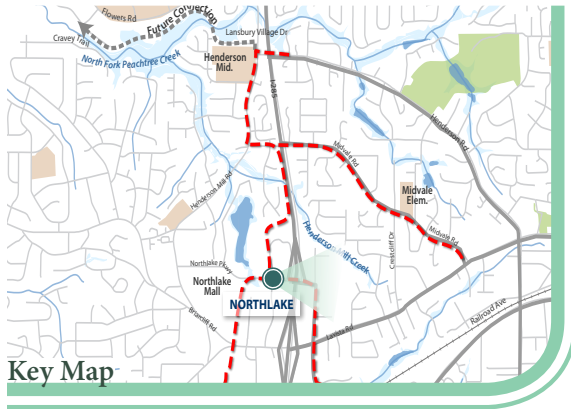 Flowers Rd
Future Connection
Cravey Trail
Lansbury Village Dr
North Fork Peachtree Creek
Henderson
Mid.
I-285
Henderson Rd
Midvale Rd
Henderson Mill Rd
Midvale
Elem.
Henderson Mill Creek
Midvale Rd
Crestcliff Dr
Northlake Pkwy
Northlake
Mall
NORTHLAKE
Briarcliff Rd
Lavista Rd
Railroad Ave
Key Map